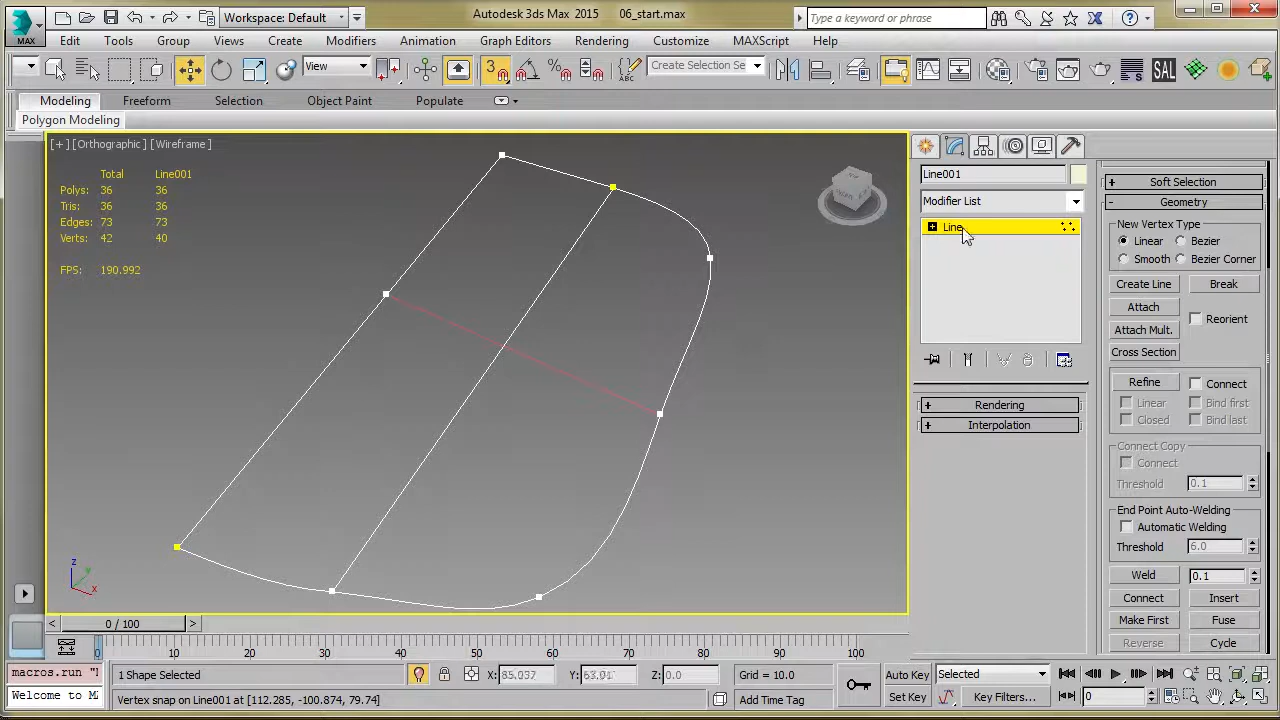 Autodesk 3ds Max 2015 06_start.max
Workspace: Default
Type a keyword or phrase
MAX
Edit Tools Group Views Create Modifiers Animation Graph Editors Rendering Customize MAXScript Help
View
3
Create Selection Se
SAL
Modeling Freeform Selection Object Paint Populate
Polygon Modeling
[+] [Orthographic] [Wireframe]
Total Line001
Polys: 36 36
Tris: 36 36
Edges: 73 73
Verts: 42 40
FPS: 190.992
z
x
Line001
Modifier List
Line
Rendering
Interpolation
Soft Selection
Geometry
New Vertex Type
Linear Bezier
Smooth Bezier Corner
Create Line Break
Attach
Reorient
Attach Mult.
Cross Section
Refine Connect
Linear Bind first
Closed Bind last
Connect Copy
Connect
Threshold 0.1
End Point Auto-Welding
Automatic Welding
Threshold 6.0
Weld 0.1
Connect Insert
Make First Fuse
Reverse Cycle
0 / 100
0 10 20 30 40 50 60 70 80 90 100
macros.run "
Welcome to M
1 Shape Selected
X: 85.037 Y: 63.01 Z: 0.0
Grid = 10.0
Auto Key Selected
Vertex snap on Line001 at [112.285, -100.874, 79.74]
Add Time Tag
Set Key Key Filters...
0